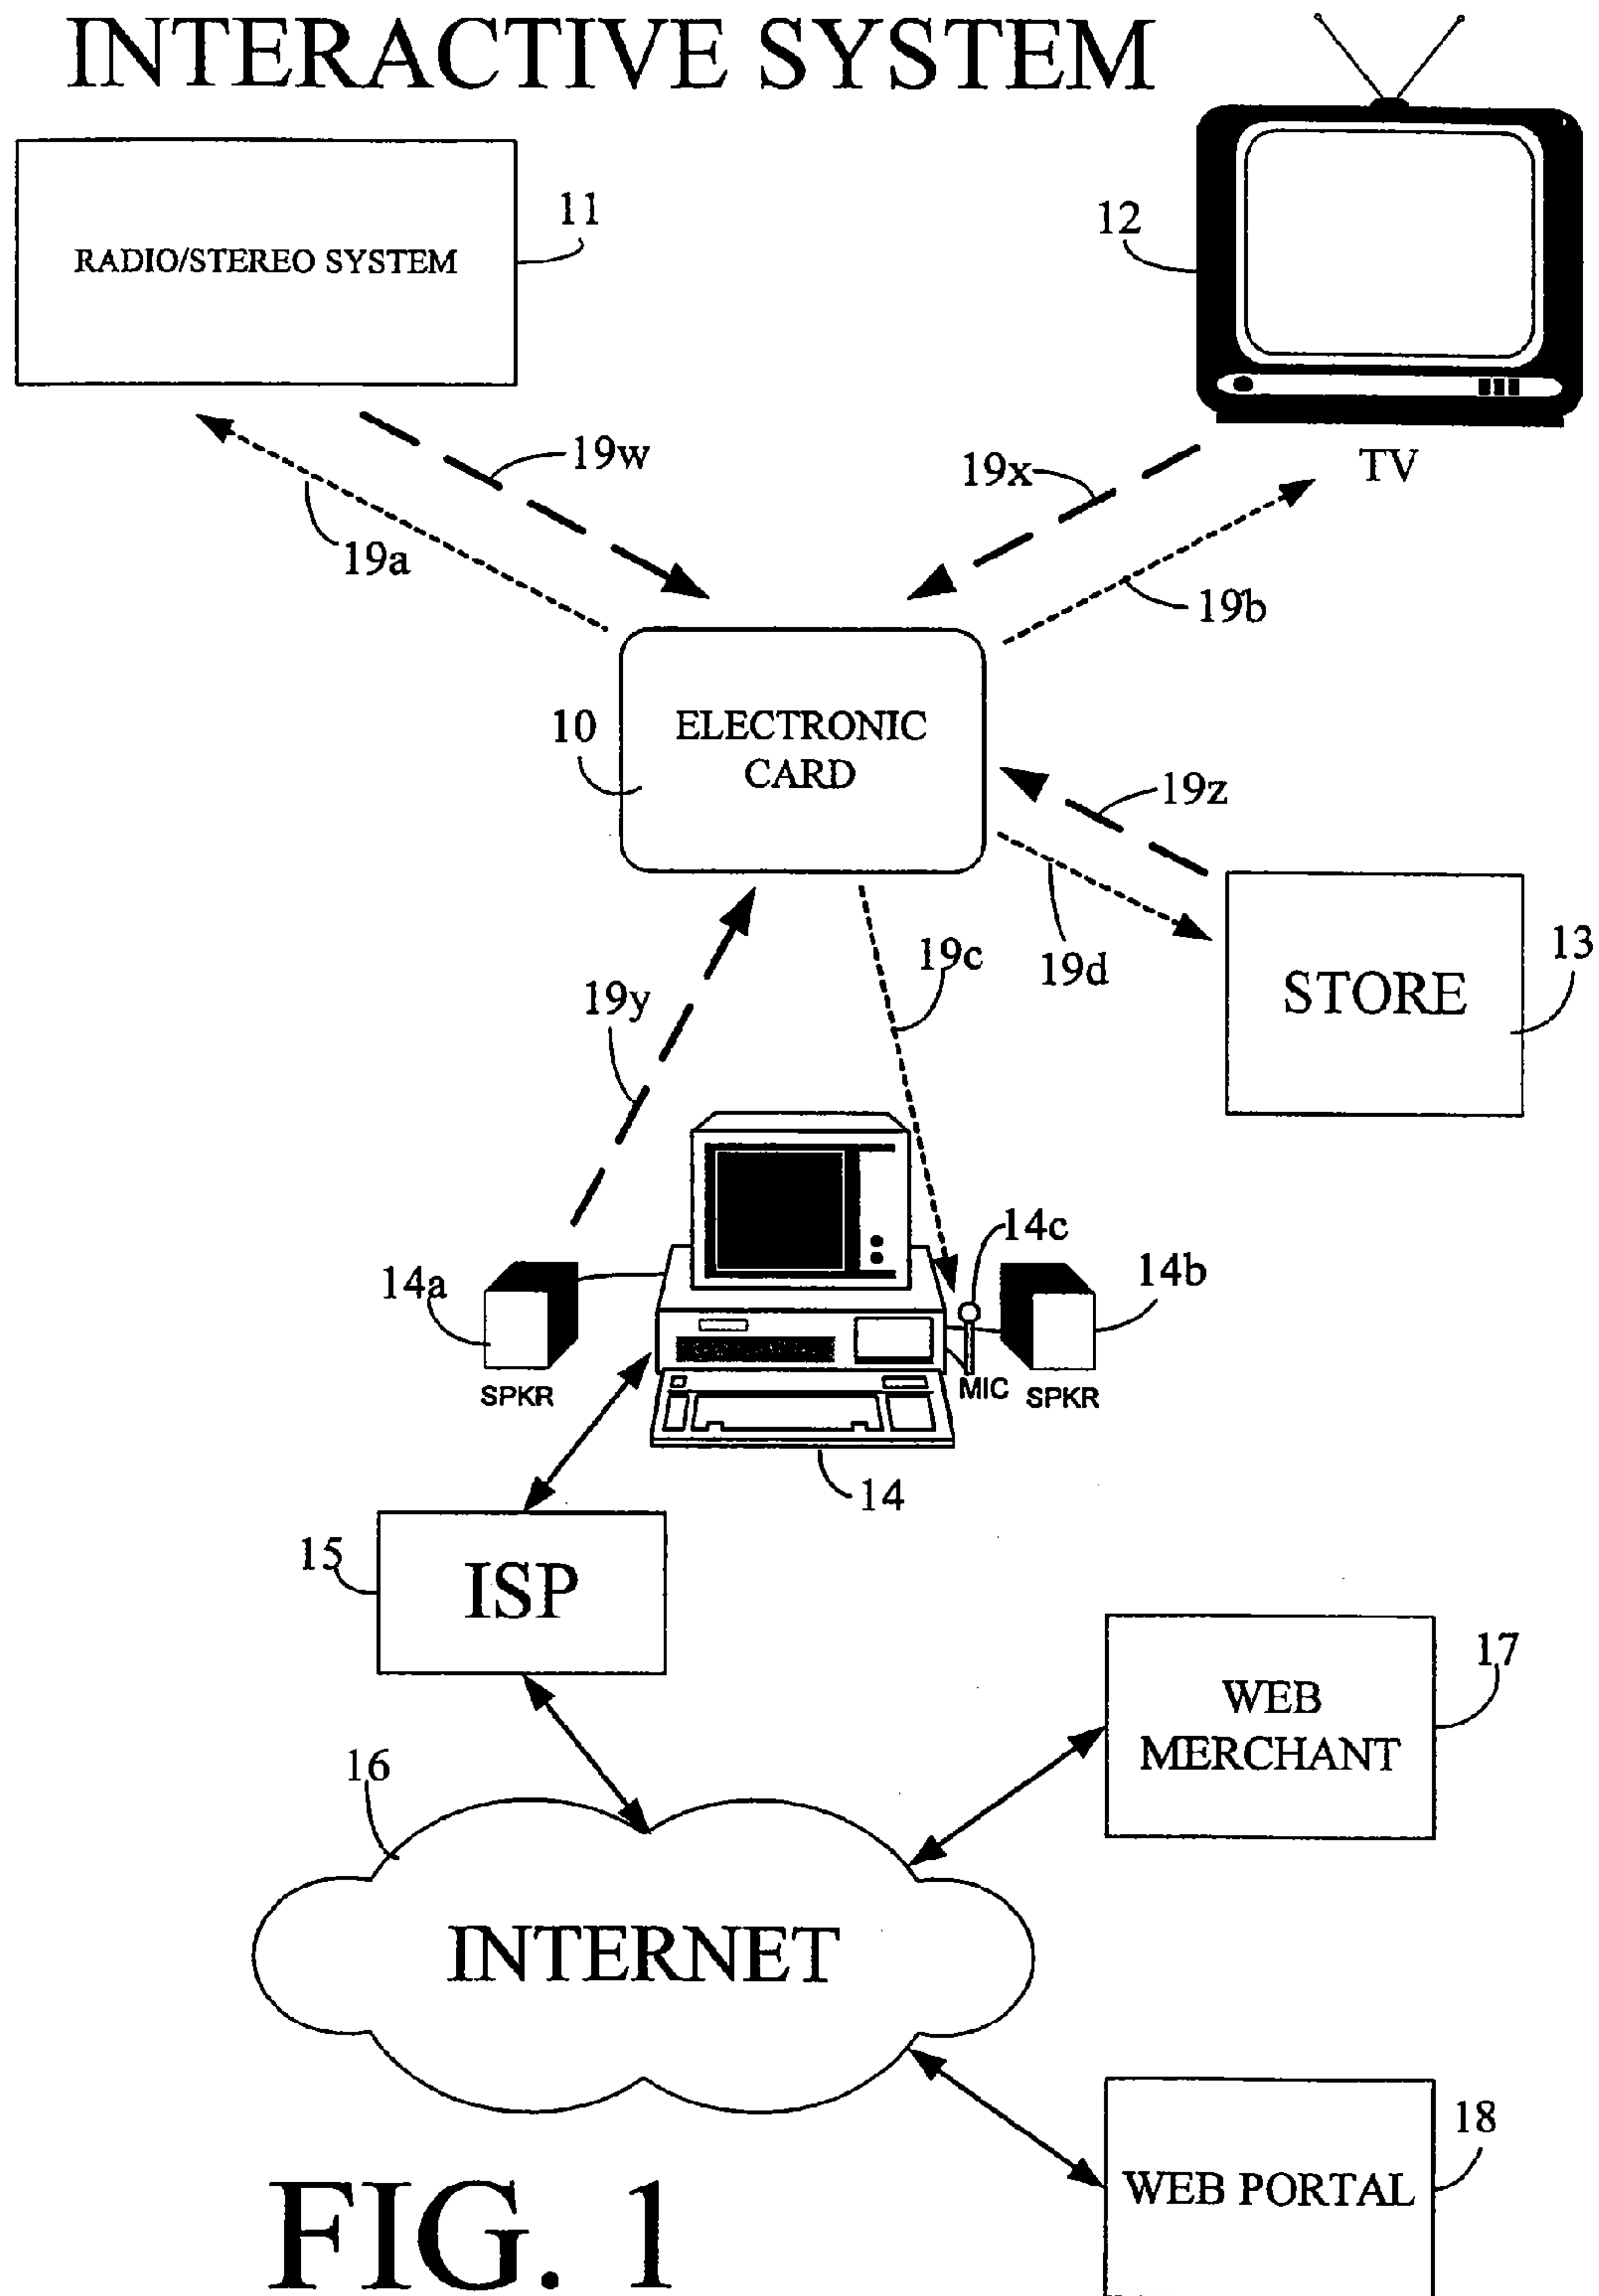 INTERACTIVE SYSTEM
RADIO/STEREO SYSTEM
11
12
TV
19w
19x
19a
19b
10
ELECTRONIC
CARD
19z
19c
19d
13
STORE
19y
14c
14a
14b
SPKR
MIC
SPKR
14
15
ISP
17
WEB
MERCHANT
16
INTERNET
18
WEB PORTAL
FIG. 1